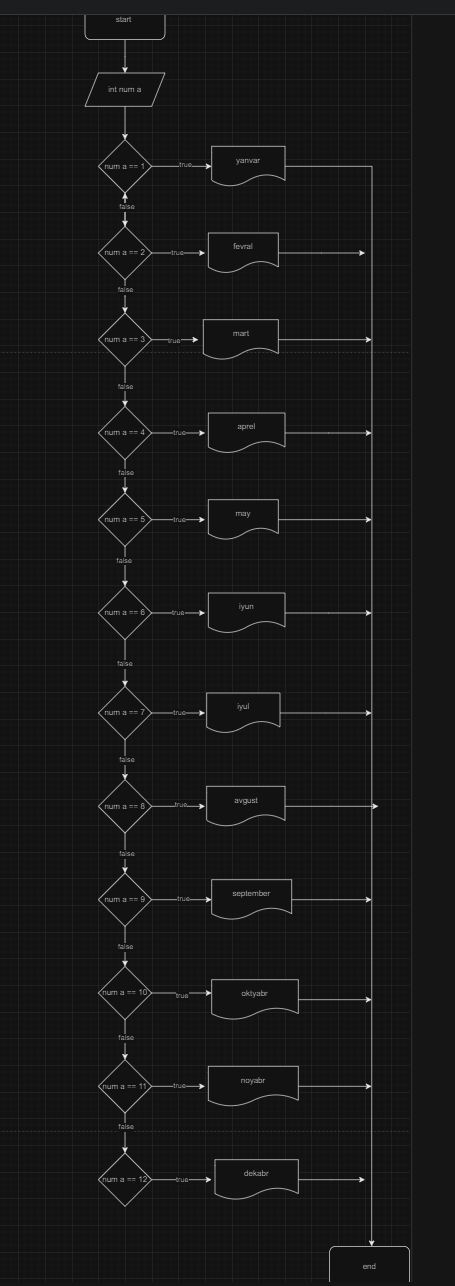 start
int num a
num a == 1
true
yanvar
false
num a == 2
true
fevral
false
num a == 3
true
mart
false
num a == 4
true
aprel
false
num a == 5
true
may
false
num a == 6
true
iyun
false
num a == 7
true
iyul
false
num a == 8
true
avgust
false
num a == 9
true
september
false
num a == 10
true
oktyabr
false
num a == 11
true
noyabr
false
num a == 12
true
dekabr
end